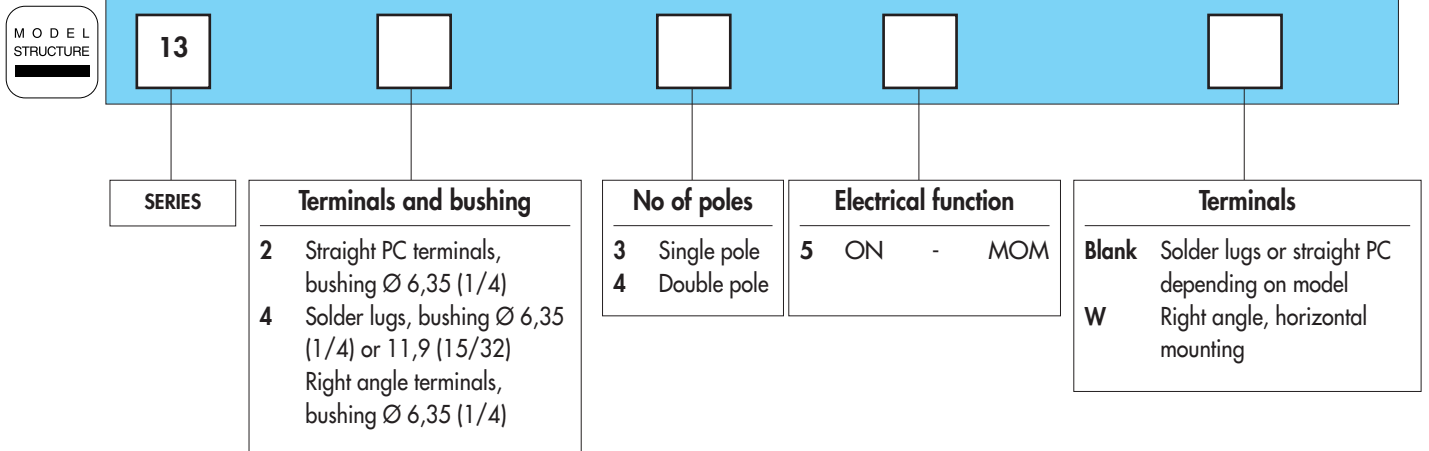 MODEL
STRUCTURE
13
SERIES
Terminals and bushing
2 Straight PC terminals,
bushing Ø 6,35 (1/4)
4 Solder lugs, bushing Ø 6,35
(1/4) or 11,9 (15/32)
Right angle terminals,
bushing Ø 6,35 (1/4)
No of poles
3 Single pole
4 Double pole
Electrical function
5 ON - MOM
Terminals
Blank Solder lugs or straight PC
depending on model
W Right angle, horizontal
mounting